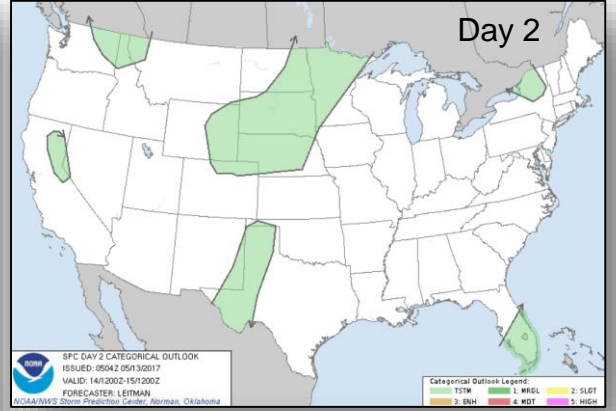 Day 2
NOAA
SPC DAY 2 CATEGORICAL OUTLOOK
ISSUED: 0504Z 05/13/2017
VALID: 14/1200Z-15/1200Z
FORECASTER: LEITMAN
NOAA/NWS Storm Prediction Center, Norman, Oklahoma
Categorical Outlook Legend:
TSTM 1: MRGL 2: SLGT
3: ENH 4: MDT 5: HIGH